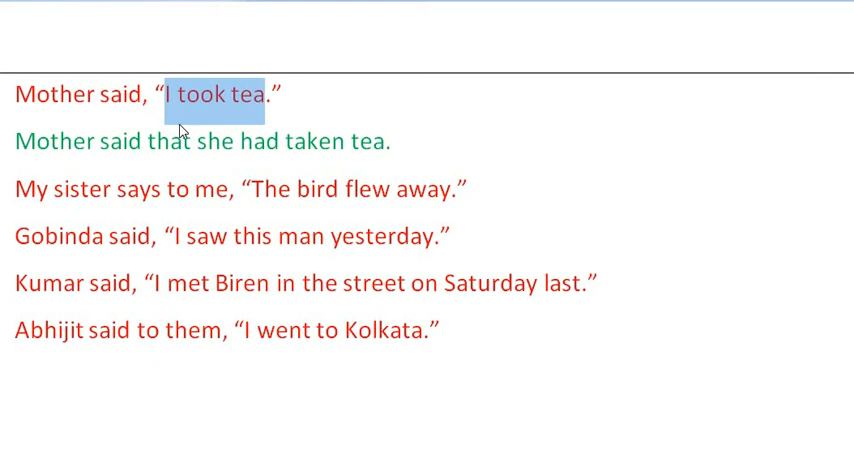 Mother said, “I took tea.”
Mother said that she had taken tea.
My sister says to me, “The bird flew away.”
Gobinda said, “I saw this man yesterday.”
Kumar said, “I met Biren in the street on Saturday last.”
Abhijit said to them, “I went to Kolkata.”